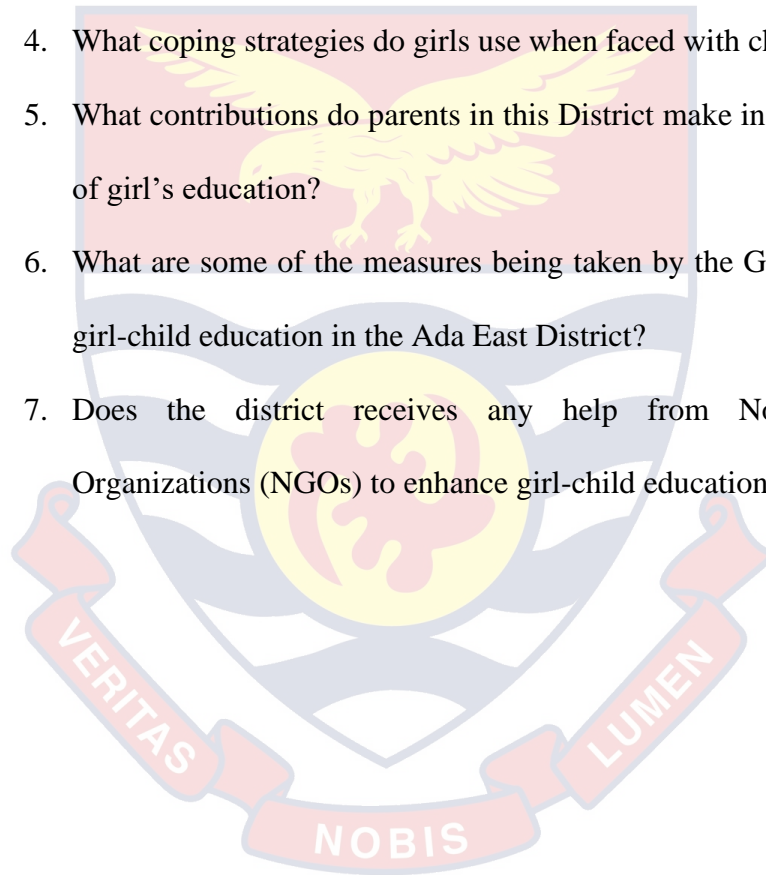 4. What coping strategies do girls use when faced with
5. What contributions do parents in this District make in
of girl’s education?
6. What are some of the measures being taken by the
girl-child education in the Ada East District?
7. Does the district receives any help from
Organizations (NGOs) to enhance girl-child education
VERITAS
NOBIS
LUMEN